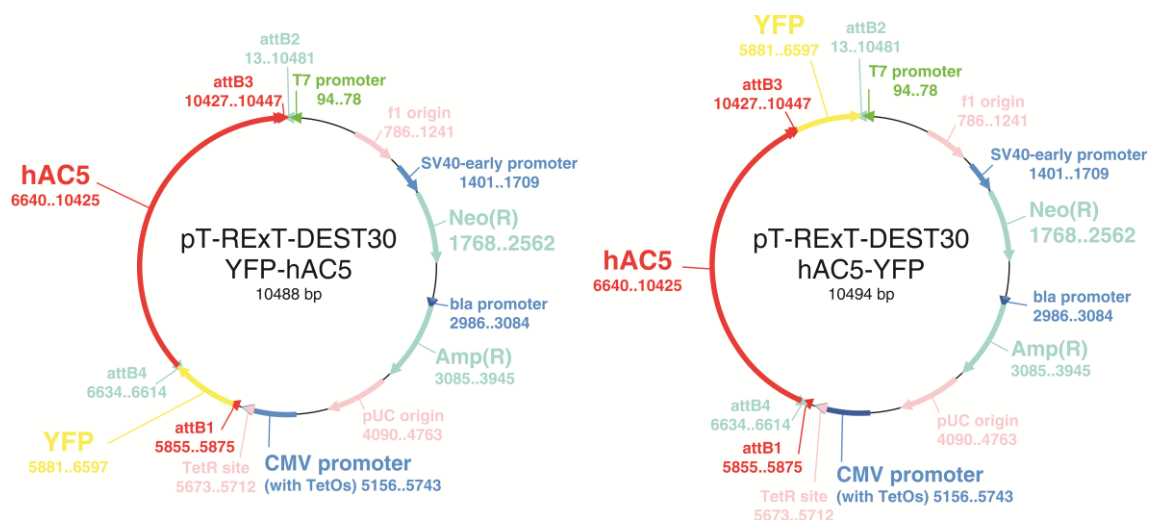 attB2
13..10481
T7 promoter
94..78
attB3
10427..10447
f1 origin
786..1241
SV40-early promoter
1401..1709
hAC5
6640..10425
Neo(R)
1768..2562
pT-RExT-DEST30
YFP-hAC5
10488 bp
bla promoter
2986..3084
Amp(R)
3085..3945
attB4
6634..6614
pUC origin
4090..4763
YFP
5881..6597
attB1
5855..5875
TetR site
5673..5712
CMV promoter
(with TetOs) 5156..5743
YFP
5881..6597
attB2
13..10481
T7 promoter
94..78
attB3
10427..10447
f1 origin
786..1241
SV40-early promoter
1401..1709
Neo(R)
1768..2562
pT-RExT-DEST30
hAC5-YFP
10494 bp
hAC5
6640..10425
bla promoter
2986..3084
Amp(R)
3085..3945
attB4
6634..6614
pUC origin
4090..4763
attB1
5855..5875
CMV promoter
(with TetOs) 5156..5743
TetR site
5673..5712